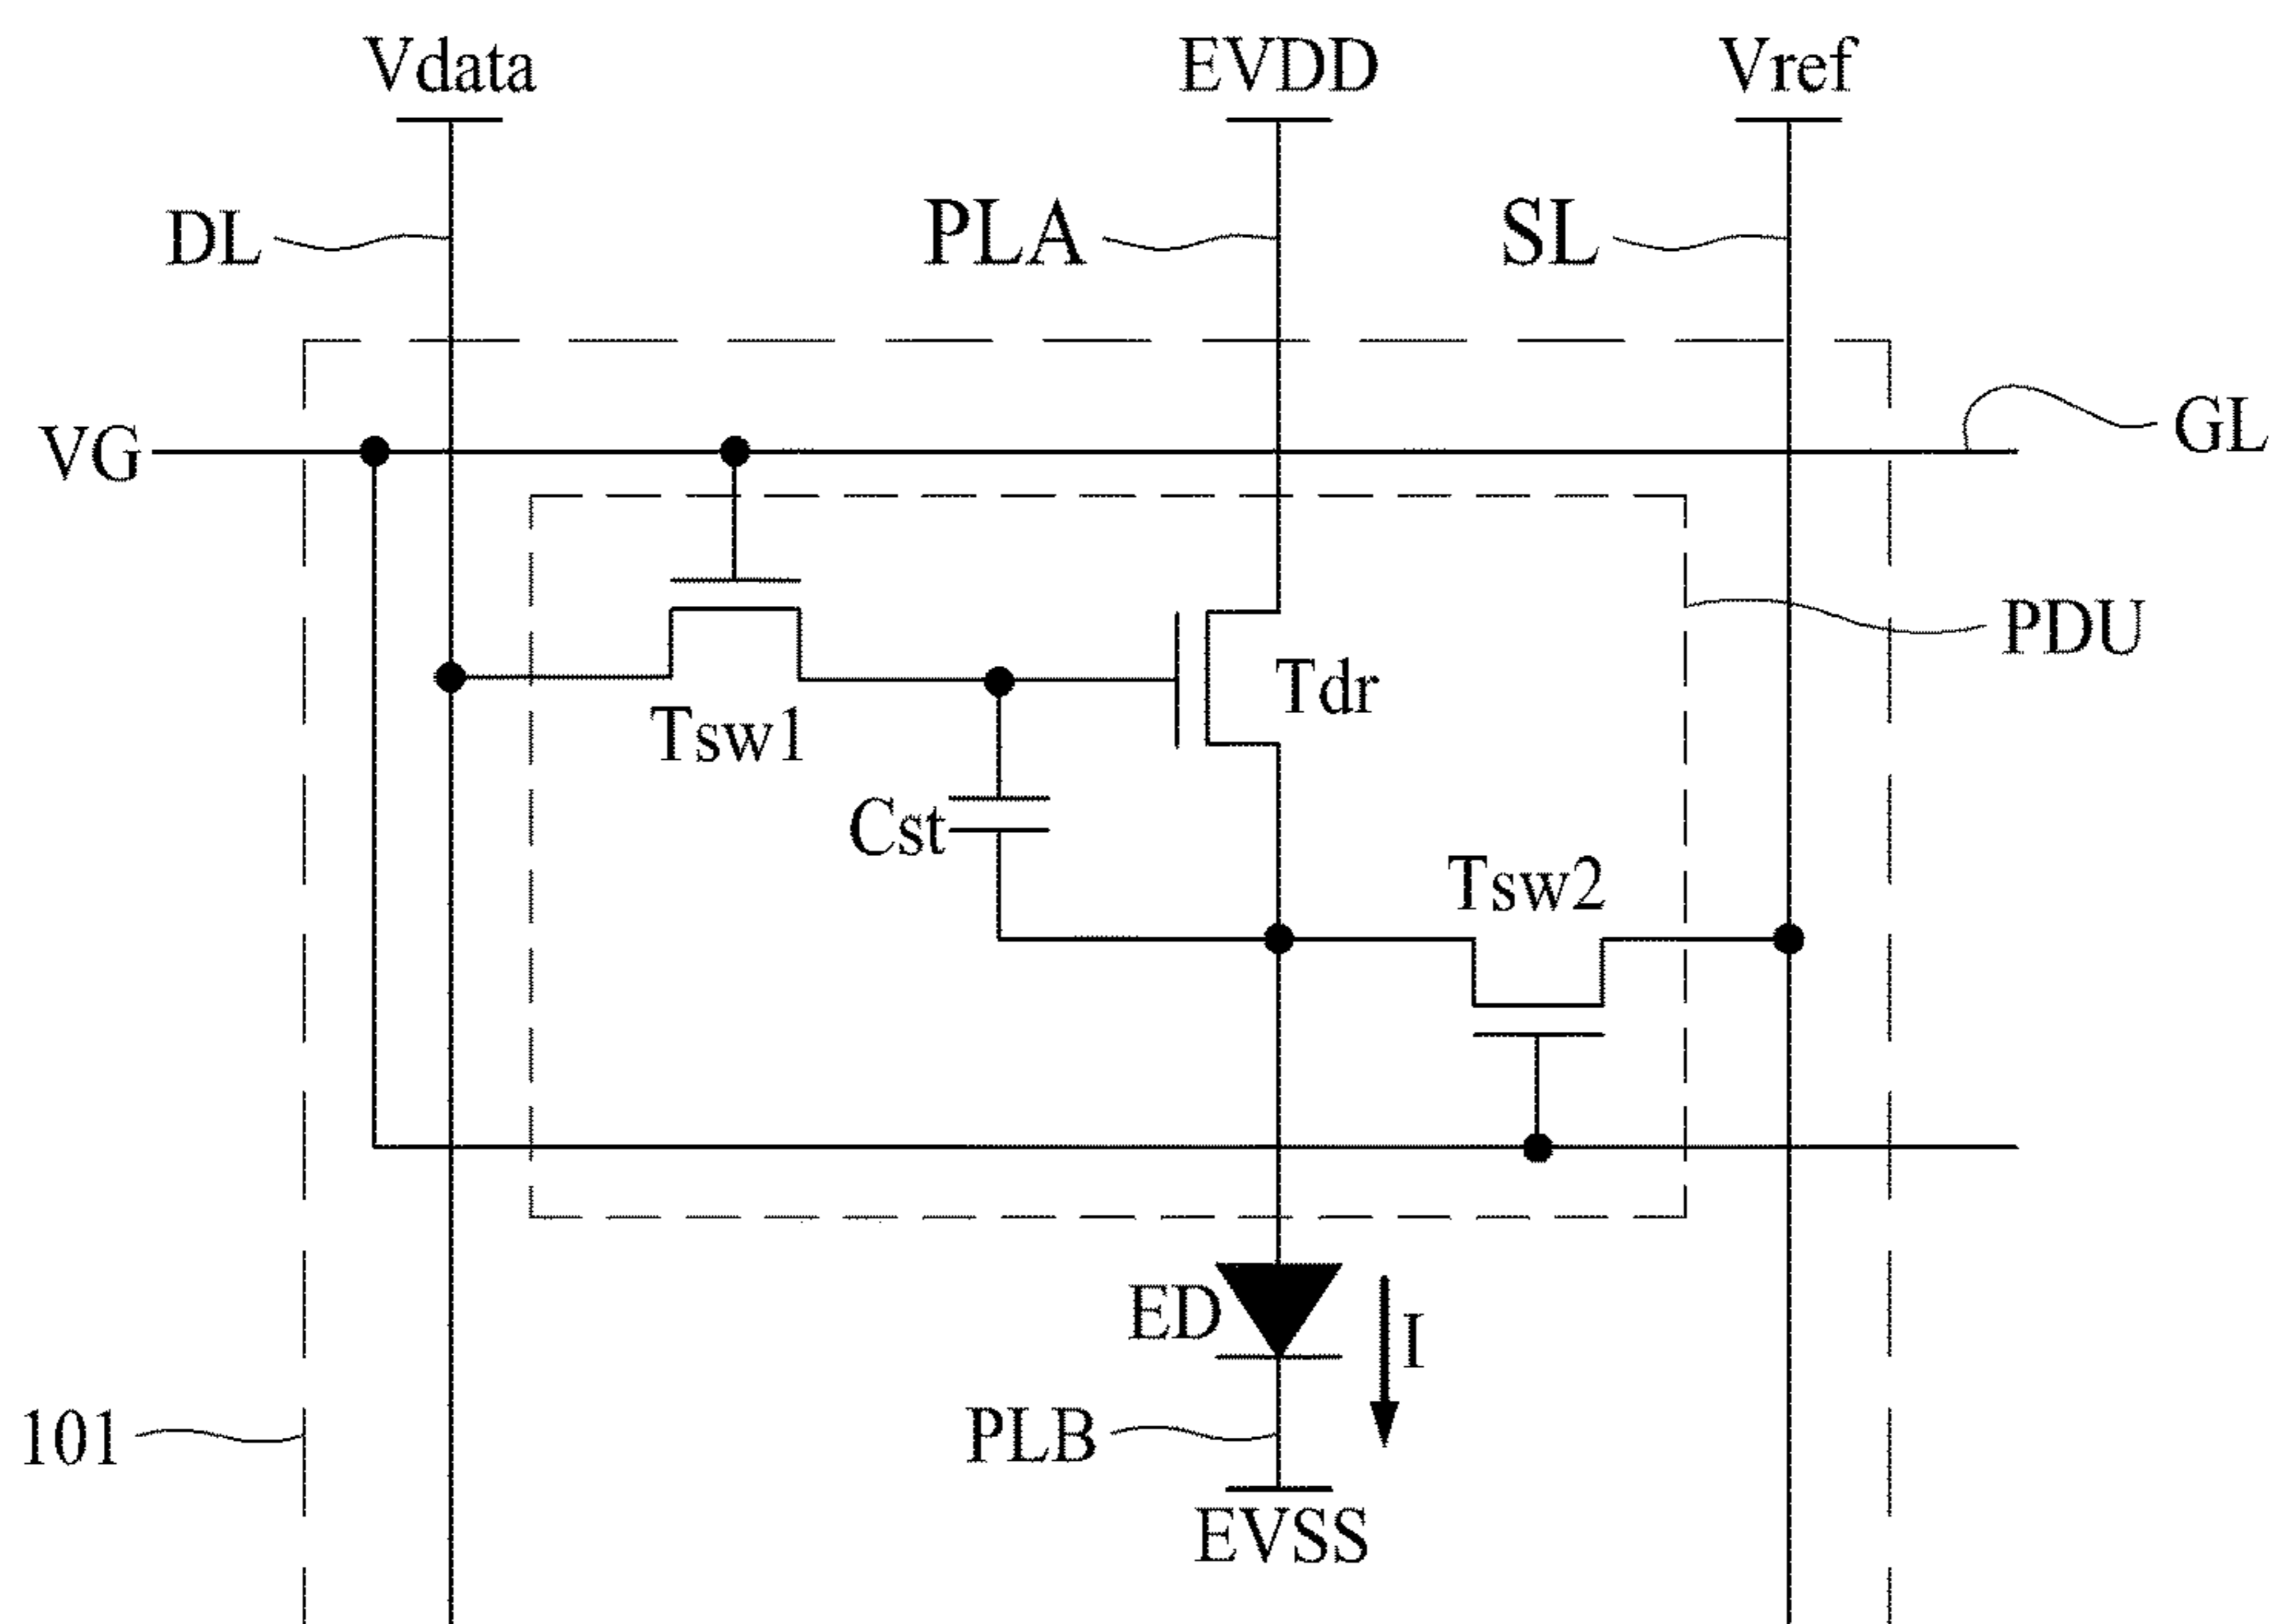 Vdata
EVDD
Vref
DL
PLA
SL
VG
GL
PDU
Tdr
Tsw1
Cst
Tsw2
ED
I
101
PLB
EVSS